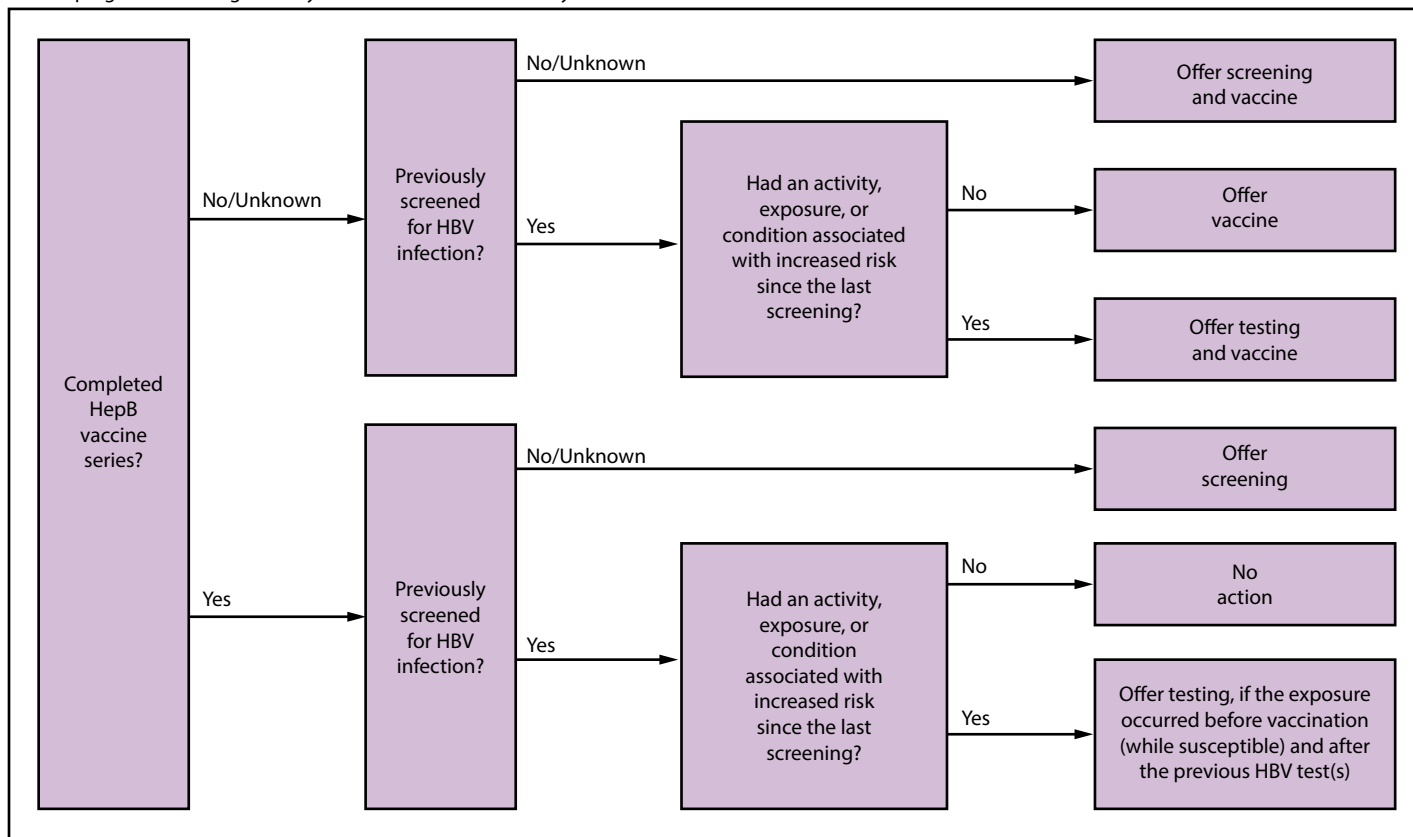 Completed
HepB
vaccine
series?
No/Unknown
Previously
screened
for HBV
infection?
No/Unknown
Offer screening
and vaccine
Yes
Had an activity,
exposure, or
condition associated
with increased risk
since the last
screening?
No
Offer
vaccine
Yes
Offer testing
and vaccine
Yes
Previously
screened
for HBV
infection?
No/Unknown
Offer
screening
Yes
Had an activity,
exposure, or
condition
associated with
increased risk
since the last
screening?
No
No
action
Yes
Offer testing, if the exposure
occurred before vaccination
(while susceptible) and after
the previous HBV test(s)